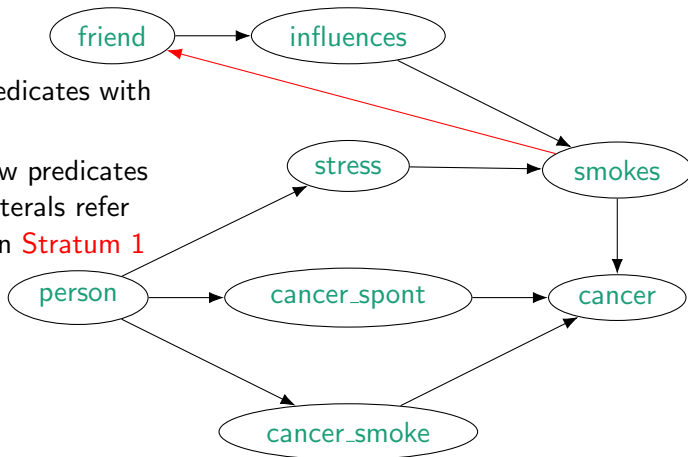 friend
influences
edicates with
stress
smokes
w predicates
terals refer
n Stratum 1
person
cancer_spont
cancer
cancer_smoke